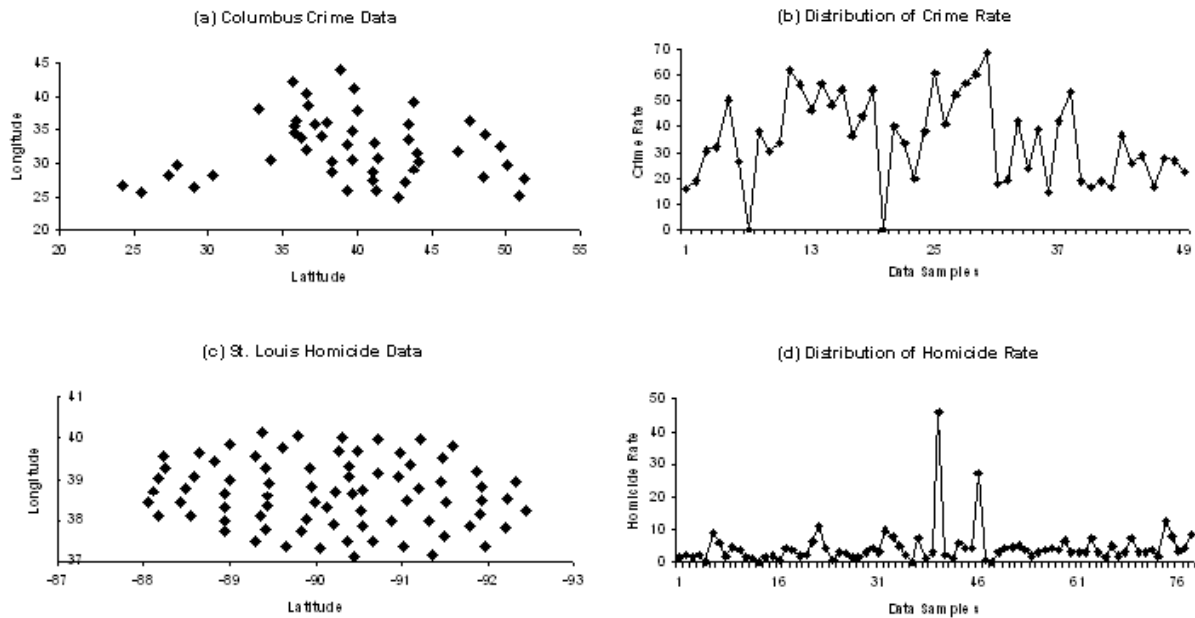 (a) Columbus Crime Data
45
40
35
30
25
20
Longitude
20 25 30 35 40 45 50 55
Latitude
(b) Distribution of Crime Rate
70
60
50
40
30
20
10
0
Crime Rate
1 13 25 37 49
Data Samples
(c) St. Louis Homicide Data
41
40
39
38
37
Longitude
-87 -88 -89 -90 -91 -92 -93
Latitude
(d) Distribution of Homicide Rate
50
40
30
20
10
0
Homicide Rate
1 16 31 46 61 76
Data Samples